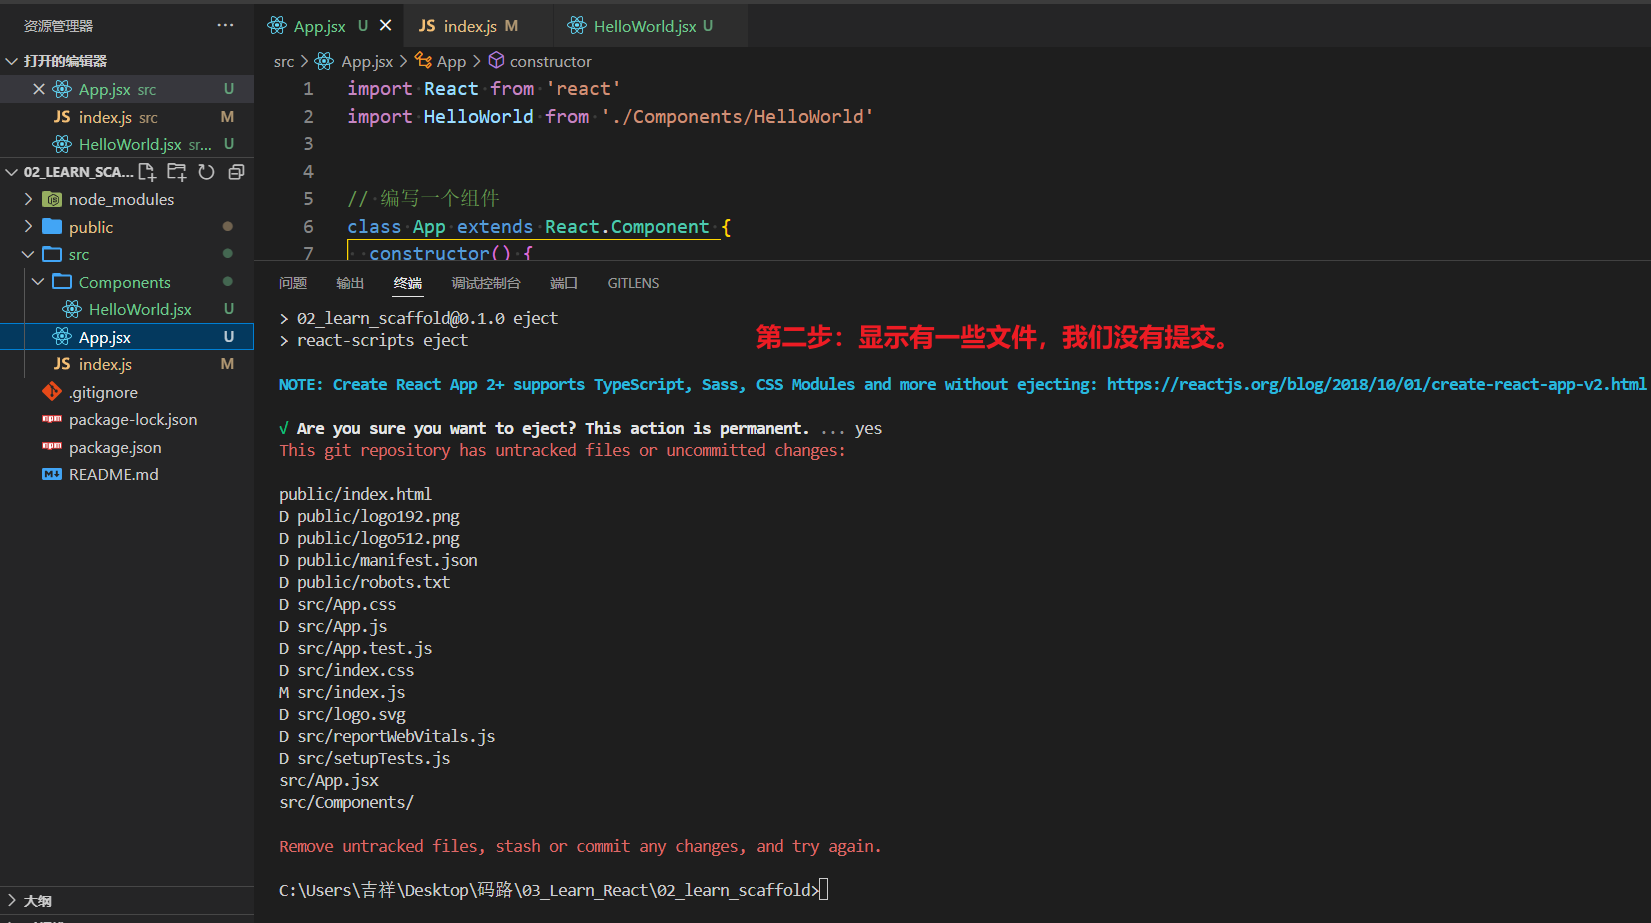 资源管理器 ···
打开的编辑器
App.jsx src U
JS index.js src M
HelloWorld.jsx sr... U
02_LEARN_SCA...
node_modules
public
src
Components
HelloWorld.jsx U
App.jsx U
JS index.js M
.gitignore
package-lock.json
package.json
README.md
大纲
App.jsx U
JS index.js M
HelloWorld.jsx U
src > App.jsx > App > constructor
1 import React from 'react'
2 import HelloWorld from './Components/HelloWorld'
3
4
5 // 编写一个组件
6 class App extends React.Component {
7 constructor() {
问题 输出 终端 调试控制台 端口 GITLENS
> 02_learn_scaffold@0.1.0 eject
> react-scripts eject
第二步：显示有一些文件，我们没有提交。
NOTE: Create React App 2+ supports TypeScript, Sass, CSS Modules and more without ejecting: https://reactjs.org/blog/2018/10/01/create-react-app-v2.html
√ Are you sure you want to eject? This action is permanent. ... yes
This git repository has untracked files or uncommitted changes:
public/index.html
D public/logo192.png
D public/logo512.png
D public/manifest.json
D public/robots.txt
D src/App.css
D src/App.js
D src/App.test.js
D src/index.css
M src/index.js
D src/logo.svg
D src/reportWebVitals.js
D src/setupTests.js
src/App.jsx
src/Components/
Remove untracked files, stash or commit any changes, and try again.
C:\Users\吉祥\Desktop\码路\03_Learn_React\02_learn_scaffold>